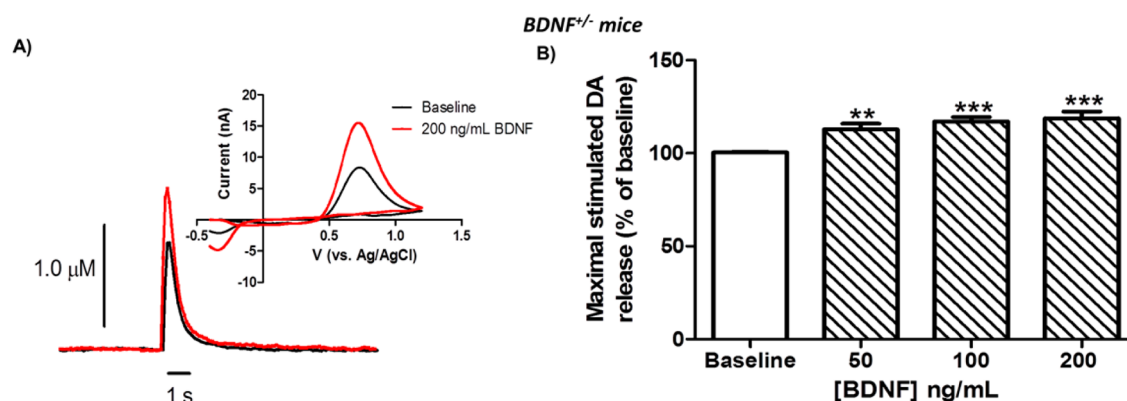 BDNF+/- mice
A)
20
15
10
5
0
-5
-10
Current (nA)
-0.5
0.5
1.0
1.5
V (vs. Ag/AgCl)
Baseline
200 ng/mL BDNF
1.0 μM
1 s
B)
Maximal stimulated DA
release (% of baseline)
150
100
50
0
**
***
***
Baseline
50
100
200
[BDNF] ng/mL